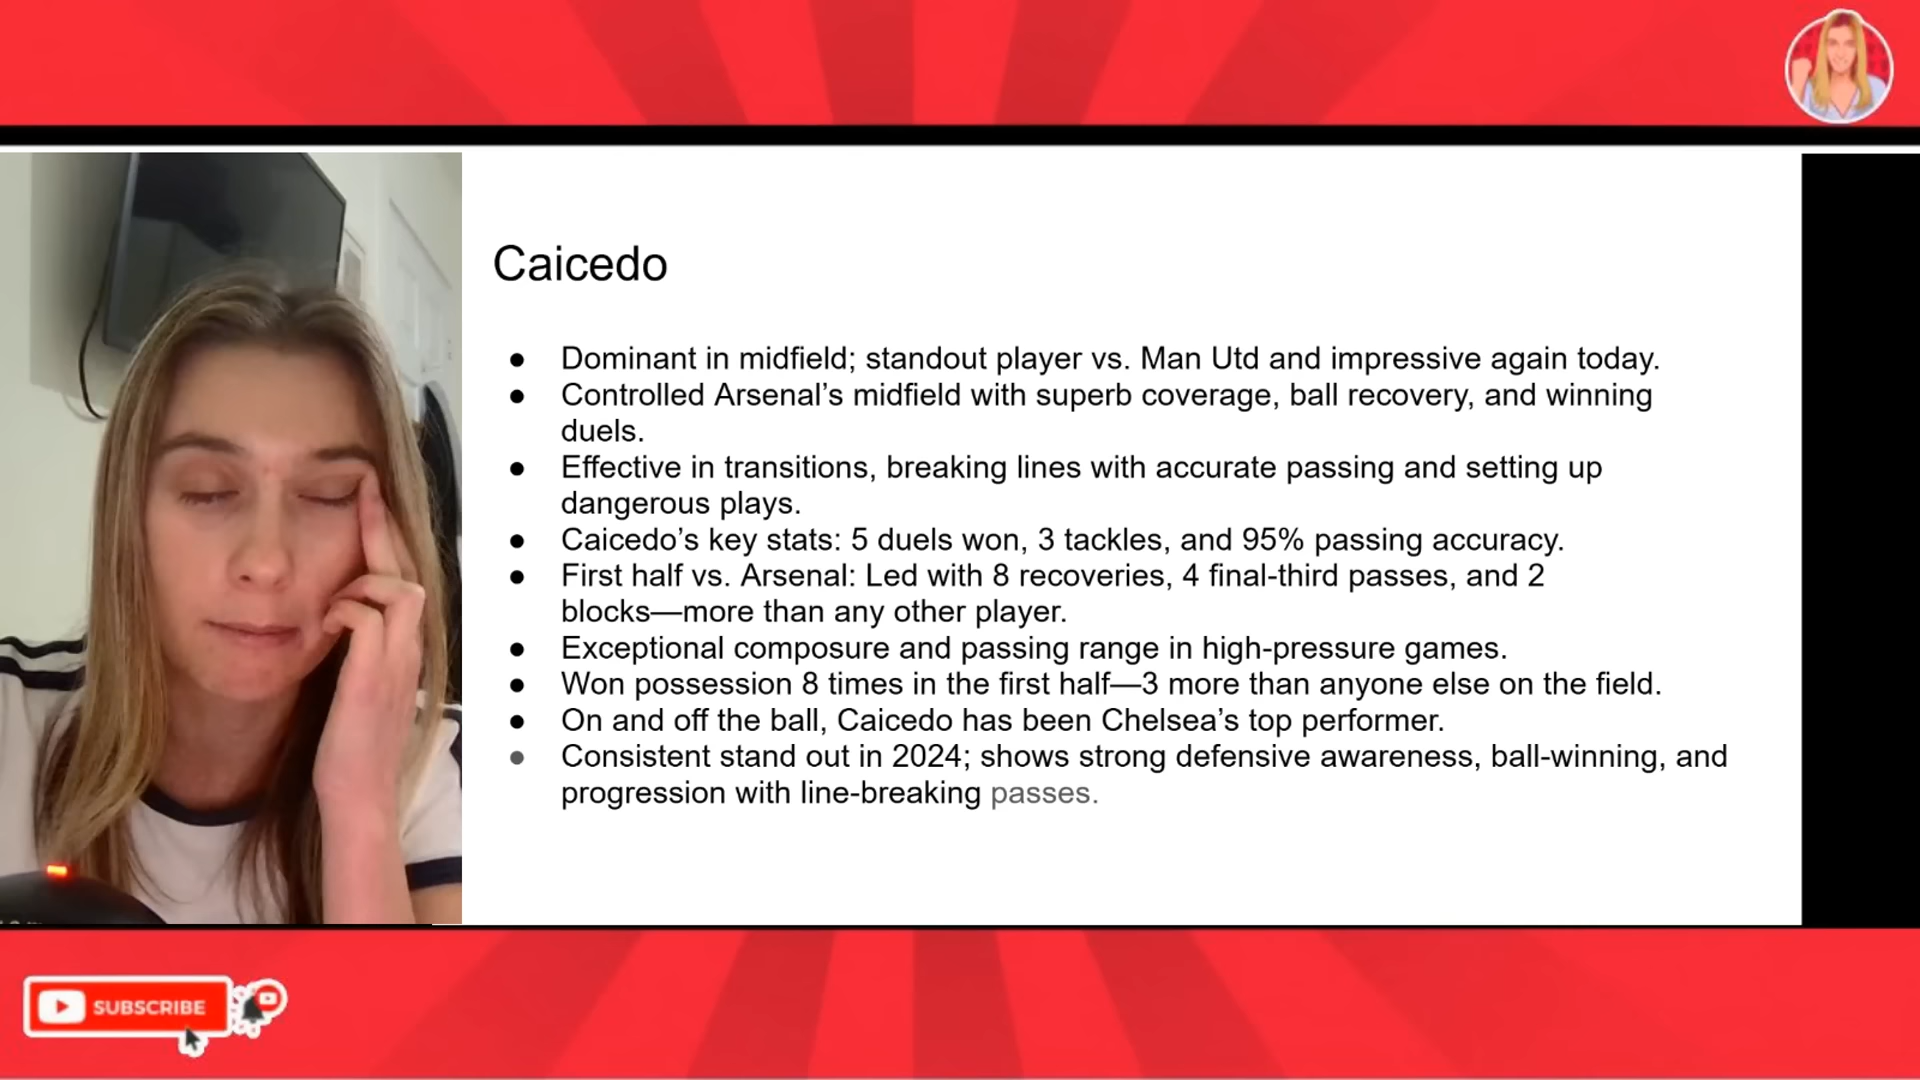 Caicedo
● Dominant in midfield; standout player vs. Man Utd and impressive again today.
● Controlled Arsenal’s midfield with superb coverage, ball recovery, and winning
duels.
● Effective in transitions, breaking lines with accurate passing and setting up
dangerous plays.
● Caicedo’s key stats: 5 duels won, 3 tackles, and 95% passing accuracy.
● First half vs. Arsenal: Led with 8 recoveries, 4 final-third passes, and 2
blocks—more than any other player.
● Exceptional composure and passing range in high-pressure games.
● Won possession 8 times in the first half—3 more than anyone else on the field.
● On and off the ball, Caicedo has been Chelsea’s top performer.
● Consistent stand out in 2024; shows strong defensive awareness, ball-winning, and
progression with line-breaking passes.
SUBSCRIBE